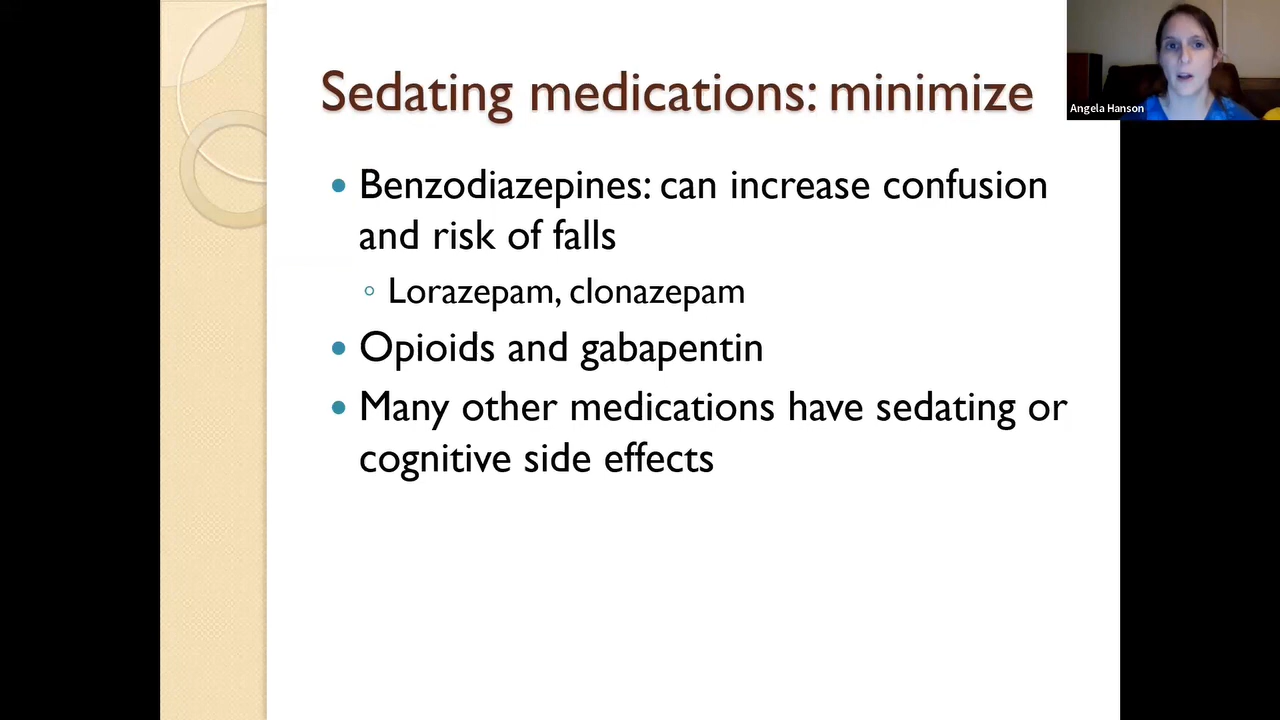 Sedating medications: minimize
Angela Hanson
• Benzodiazepines: can increase confusion
and risk of falls
◦ Lorazepam, clonazepam
• Opioids and gabapentin
• Many other medications have sedating or
cognitive side effects